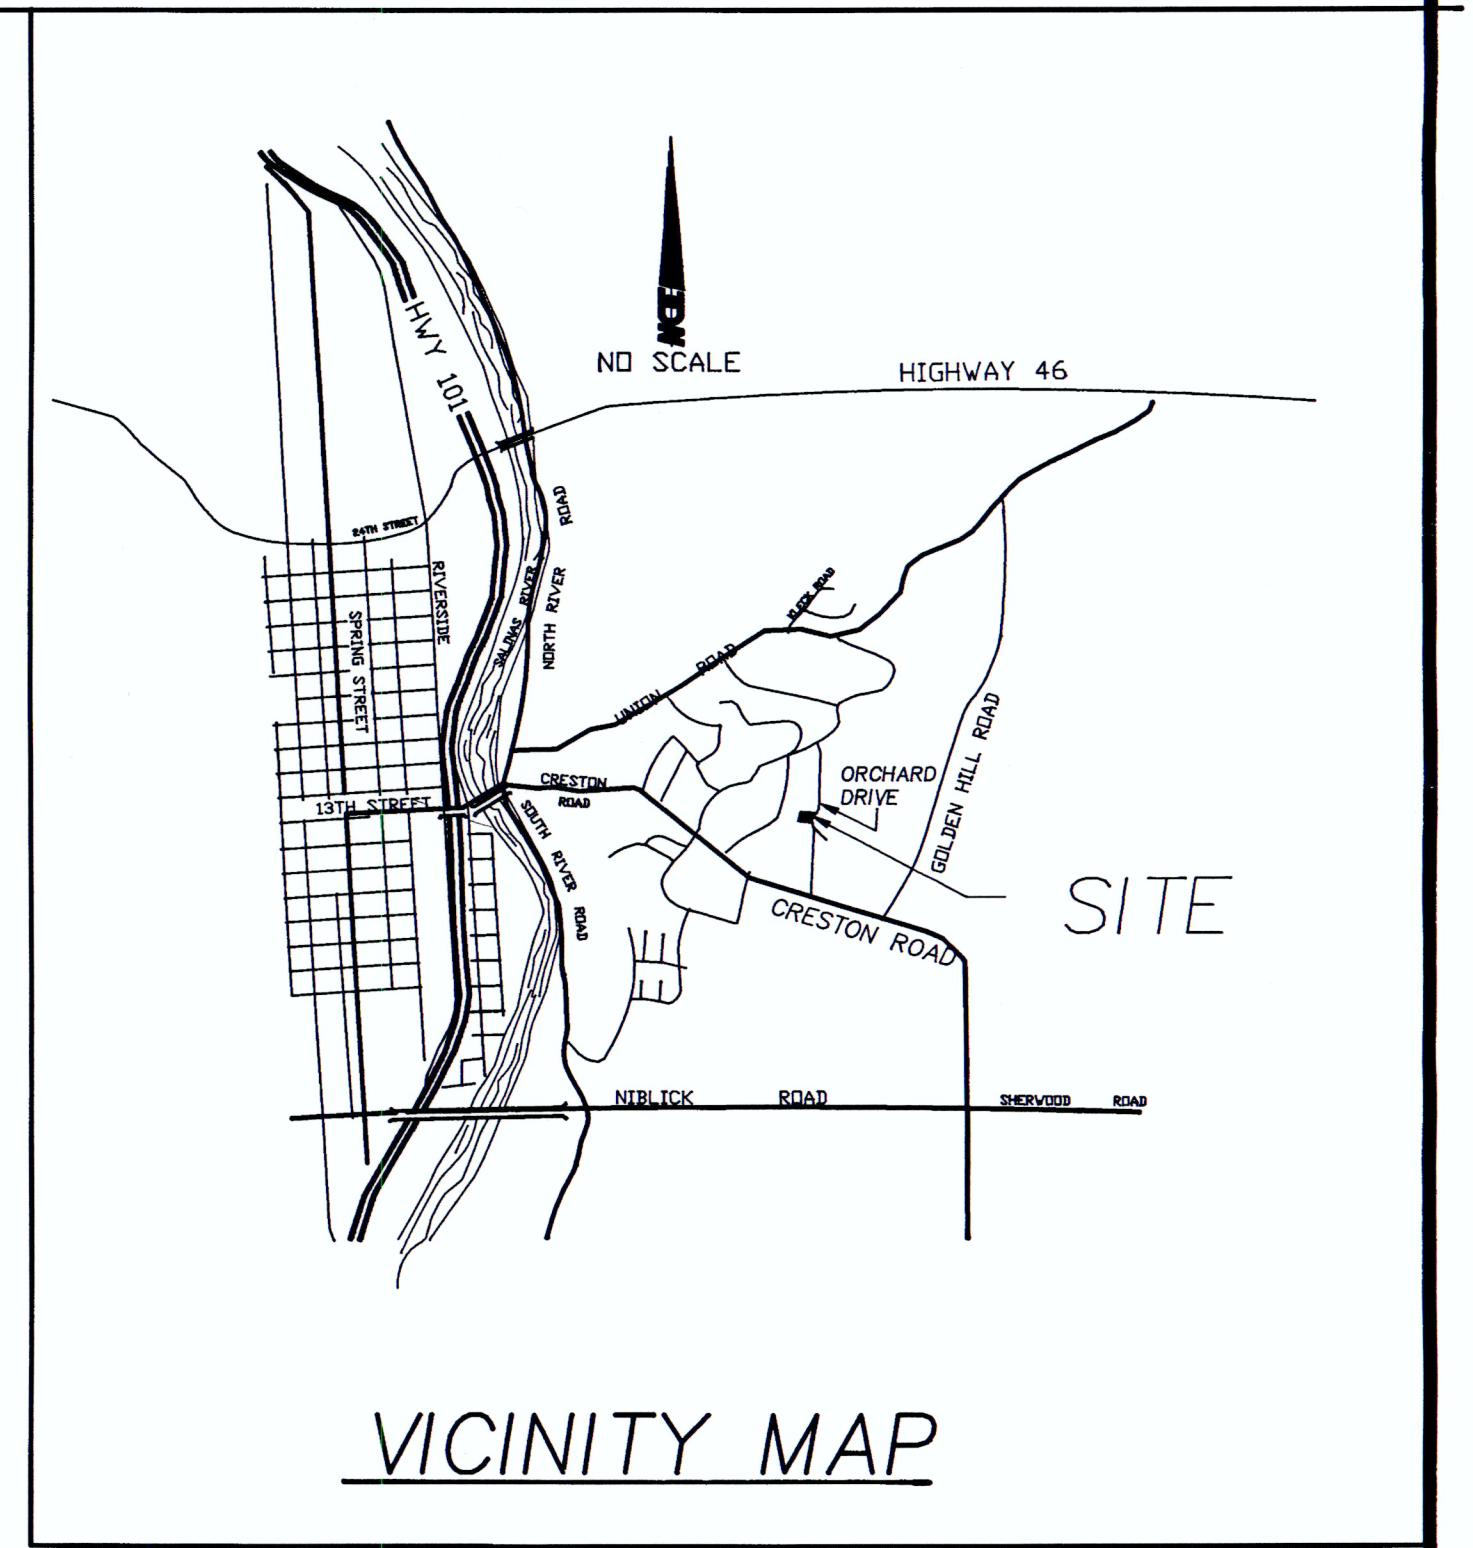 HWY 101
NO SCALE
HIGHWAY 46
24TH STREET
RIVERSIDE
SPRING STREET
SALINAS RIVER
NORTH RIVER ROAD
KLECK ROAD
UNION ROAD
CRESTON ROAD
13TH STREET
SOUTH RIVER ROAD
ORCHARD
DRIVE
GOLDEN HILL ROAD
SITE
CRESTON ROAD
NIBLICK ROAD
SHERWOOD ROAD
VICINITY MAP